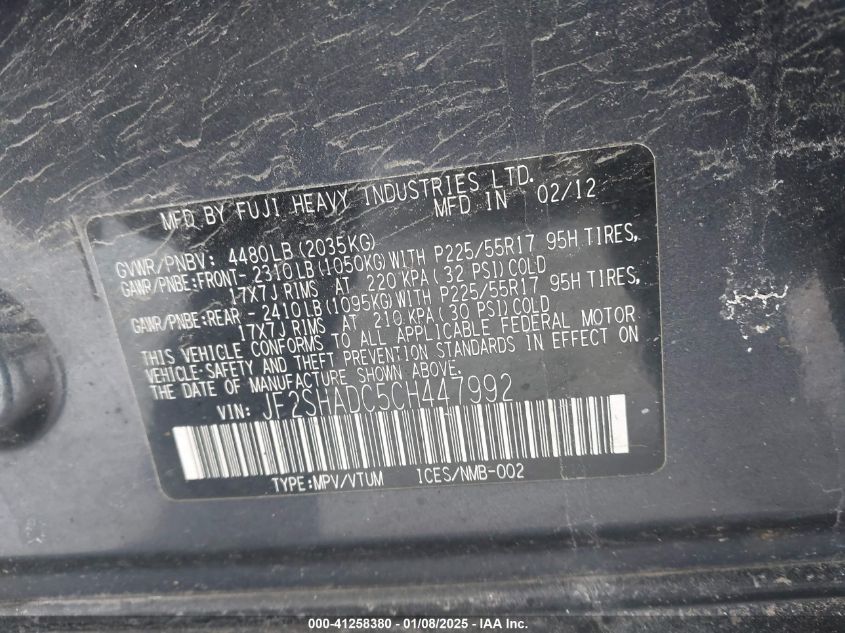 MFD BY FUJI HEAVY INDUSTRIES LTD.
MFD IN 02/12
GVWR/PNBV: 4480LB(2035KG)
GAWR/PNBE:FRONT-2310LB(1050KG)WITH P225/55R17 95H TIRES,
17X7J RIMS AT 220 KPA(32 PSI)COLD
GAWR/PNBE:REAR -2410LB(1095KG)WITH P225/55R17 95H TIRES,
17X7J RIMS AT 210 KPA(30 PSI)COLD
THIS VEHICLE CONFORMS TO ALL APPLICABLE FEDERAL MOTOR
VEHICLE-SAFETY AND THEFT PREVENTION STANDARDS IN EFFECT ON
THE DATE OF MANUFACTURE SHOWN ABOVE.
VIN: JF2SHADC5CH447992
TYPE:MPV/VTUM ICES/NMB-002
000-41258380 - 01/08/2025 - IAA Inc.